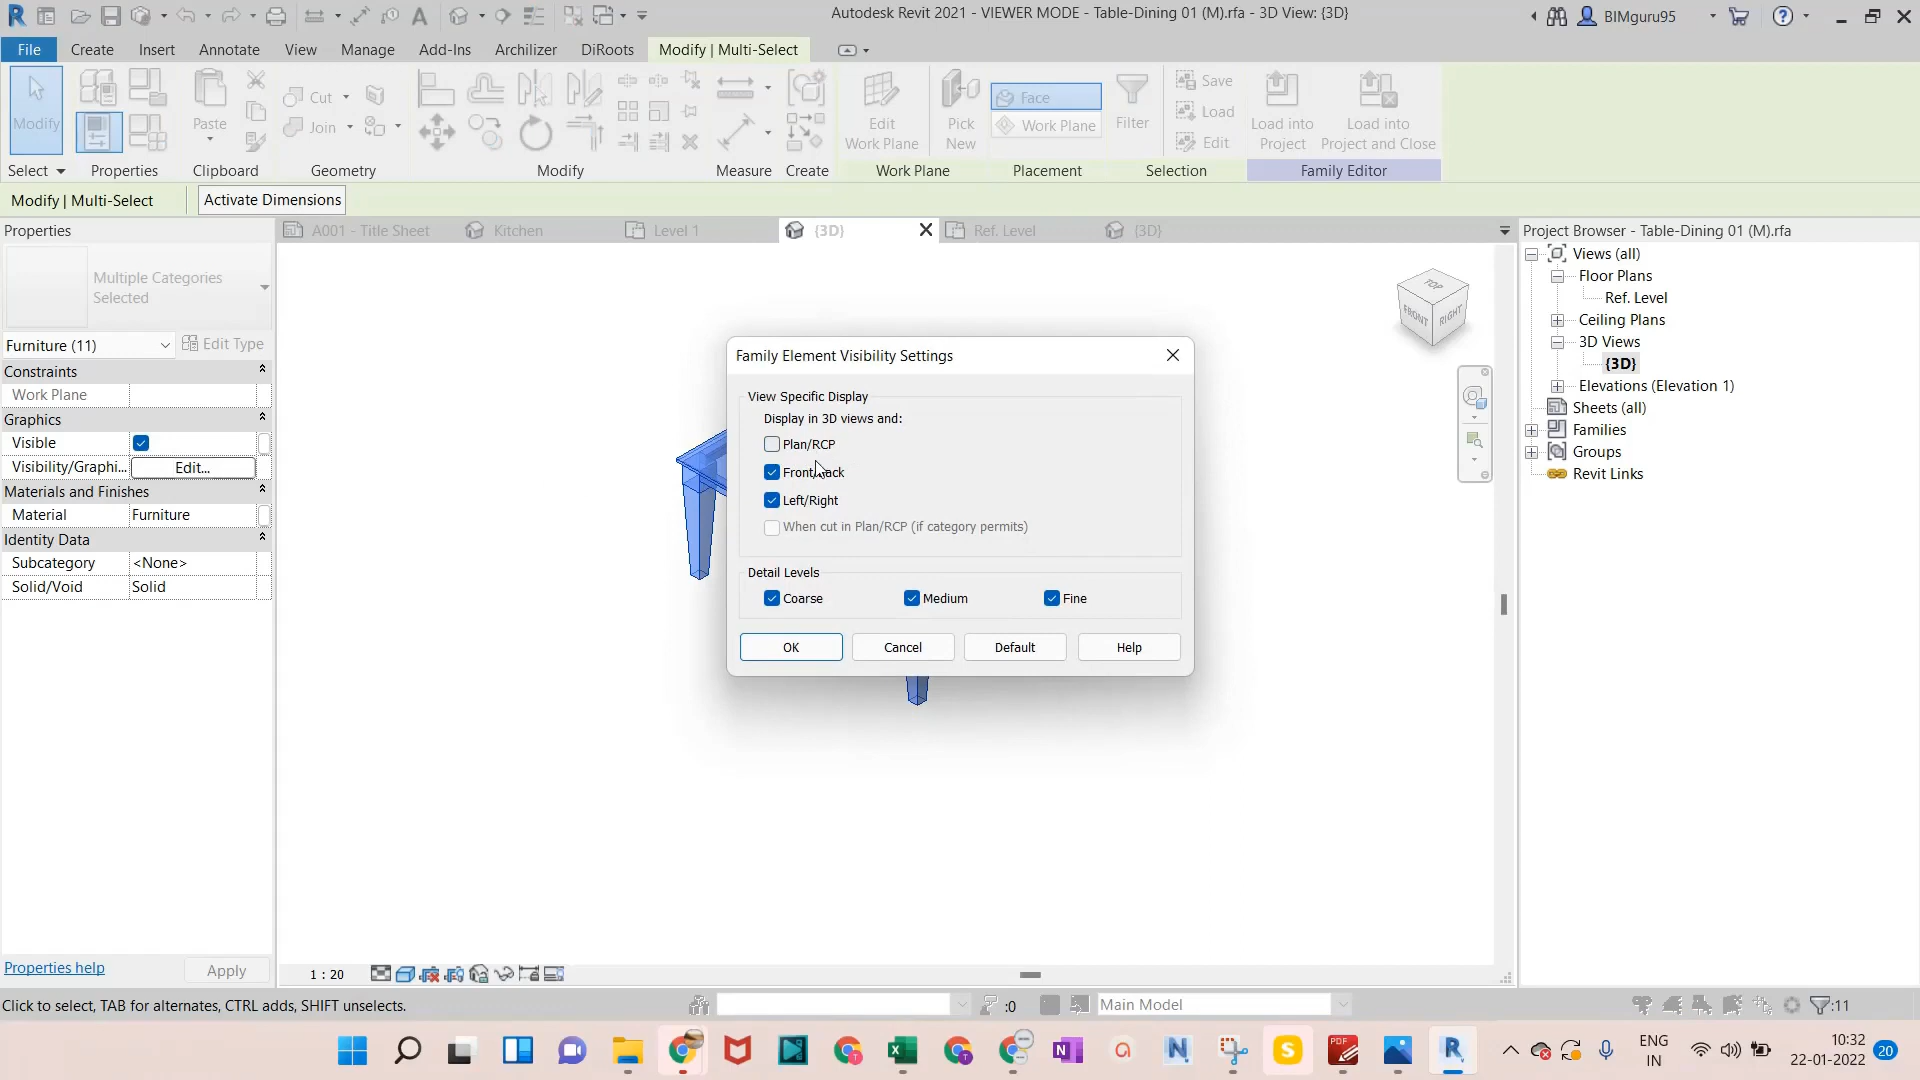 Autodesk Revit 2021 - VIEWER MODE - Table-Dining 01 (M).rfa - 3D View: {3D}
BIMguru95
File Create Insert Annotate View Manage Add-Ins Archilizer DiRoots Modify | Multi-Select
Modify
Paste
Cut
Join
Edit
Work Plane
Pick
New
Face
Work Plane
Filter
Save
Load
Edit
Load into
Project
Load into
Project and Close
Select Properties Clipboard Geometry Modify Measure Create Work Plane Placement Selection Family Editor
Modify | Multi-Select Activate Dimensions
Properties
A001 - Title Sheet Kitchen Level 1 {3D} Ref. Level {3D}
Project Browser - Table-Dining 01 (M).rfa
Multiple Categories
Selected
Furniture (11) Edit Type
Constraints
Work Plane
Graphics
Visible
Visibility/Graphi... Edit...
Materials and Finishes
Material Furniture
Identity Data
Subcategory <None>
Solid/Void Solid
Properties help Apply
TOP
FRONT RIGHT
Family Element Visibility Settings
View Specific Display
Display in 3D views and:
Plan/RCP
Left/Right
When cut in Plan/RCP (if category permits)
Detail Levels
Coarse Medium Fine
OK Cancel Default Help
Views (all)
Floor Plans
Ref. Level
Ceiling Plans
3D Views
{3D}
Elevations (Elevation 1)
Sheets (all)
Families
Groups
Revit Links
1 : 20
Click to select, TAB for alternates, CTRL adds, SHIFT unselects.
:0 Main Model :11
ENG
IN
10:32
22-01-2022
20